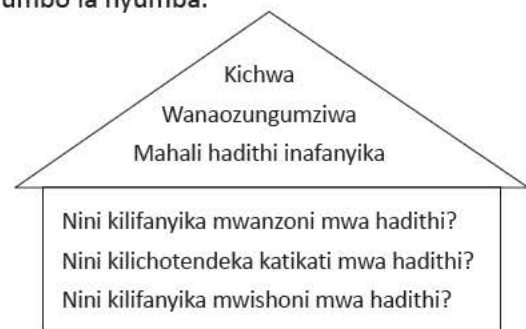 umbo la nyumba.
Kichwa
Wanaozungumziwa
Mahali hadithi inafanyika
Nini kilifanyika mwanzoni mwa hadithi?
Nini kilichotendeka katikati mwa hadithi?
Nini kilifanyika mwishoni mwa hadithi?